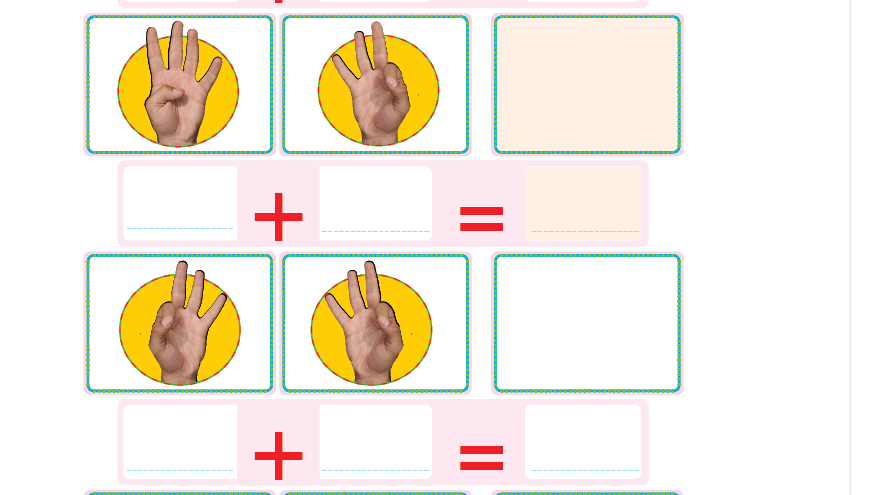 + =
+ =